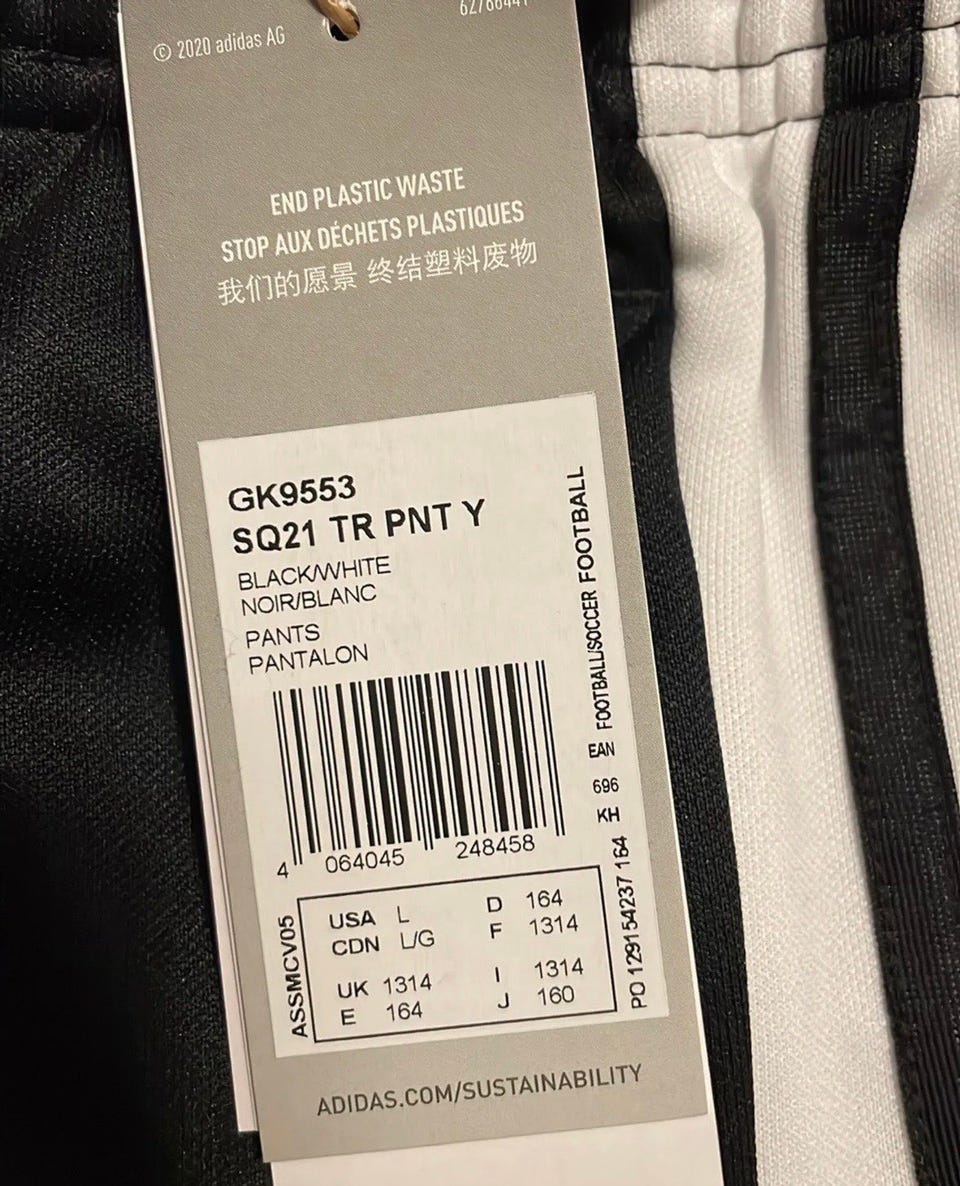 © 2020 adidas AG
END PLASTIC WASTE
STOP AUX DÉCHETS PLASTIQUES
我们的愿景 终结塑料废物
GK9553
SQ21 TR PNT Y
BLACK/WHITE
NOIR/BLANC
PANTS
PANTALON
FOOTBALL/SOCCER FOOTBALL
EAN
696
KH
PO 129154237 164
4 064045 248458
ASSMCV05
USA L D 164
CDN L/G F 1314
UK 1314 I 1314
E 164 J 160
ADIDAS.COM/SUSTAINABILITY